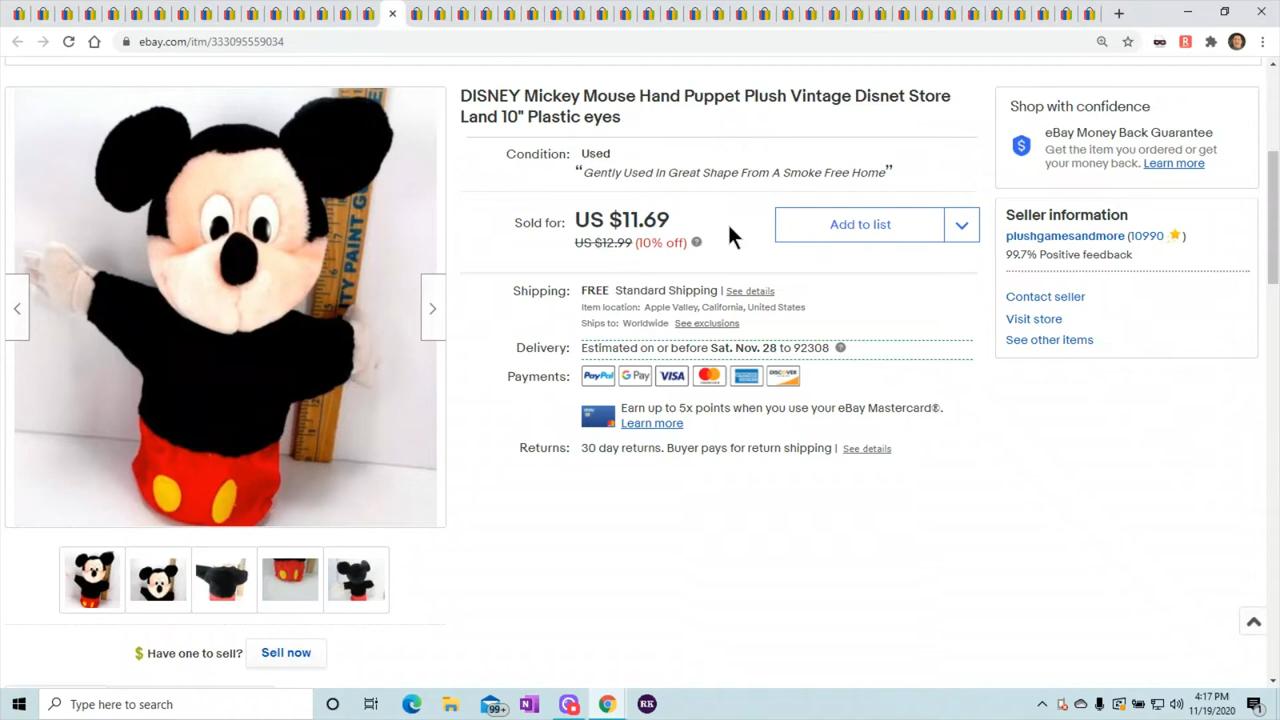 ebay.com/itm/333095559034
DISNEY Mickey Mouse Hand Puppet Plush Vintage Disnet Store
Land 10" Plastic eyes
Condition: Used
“Gently Used In Great Shape From A Smoke Free Home”
Sold for: US $11.69
US $12.99 (10% off)
Add to list
Shipping: FREE Standard Shipping | See details
Item location: Apple Valley, California, United States
Ships to: Worldwide See exclusions
Delivery: Estimated on or before Sat. Nov. 28 to 92308
Payments: PayPal G Pay VISA
DISCOVER
Earn up to 5x points when you use your eBay Mastercard®.
Learn more
Returns: 30 day returns. Buyer pays for return shipping | See details
Shop with confidence
eBay Money Back Guarantee
Get the item you ordered or get
your money back. Learn more
Seller information
plushgamesandmore (10990 )
99.7% Positive feedback
Contact seller
Visit store
See other items
$ Have one to sell? Sell now
Type here to search
99+
N
RK
4:17 PM
11/19/2020
1